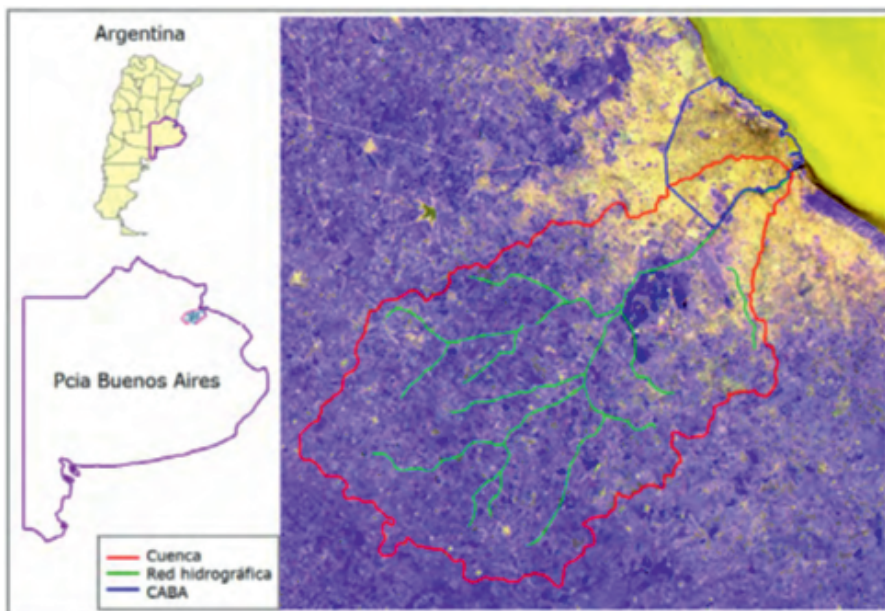 Argentina
Pcia Buenos Aires
Cuenca
Red hidrográfica
CABA